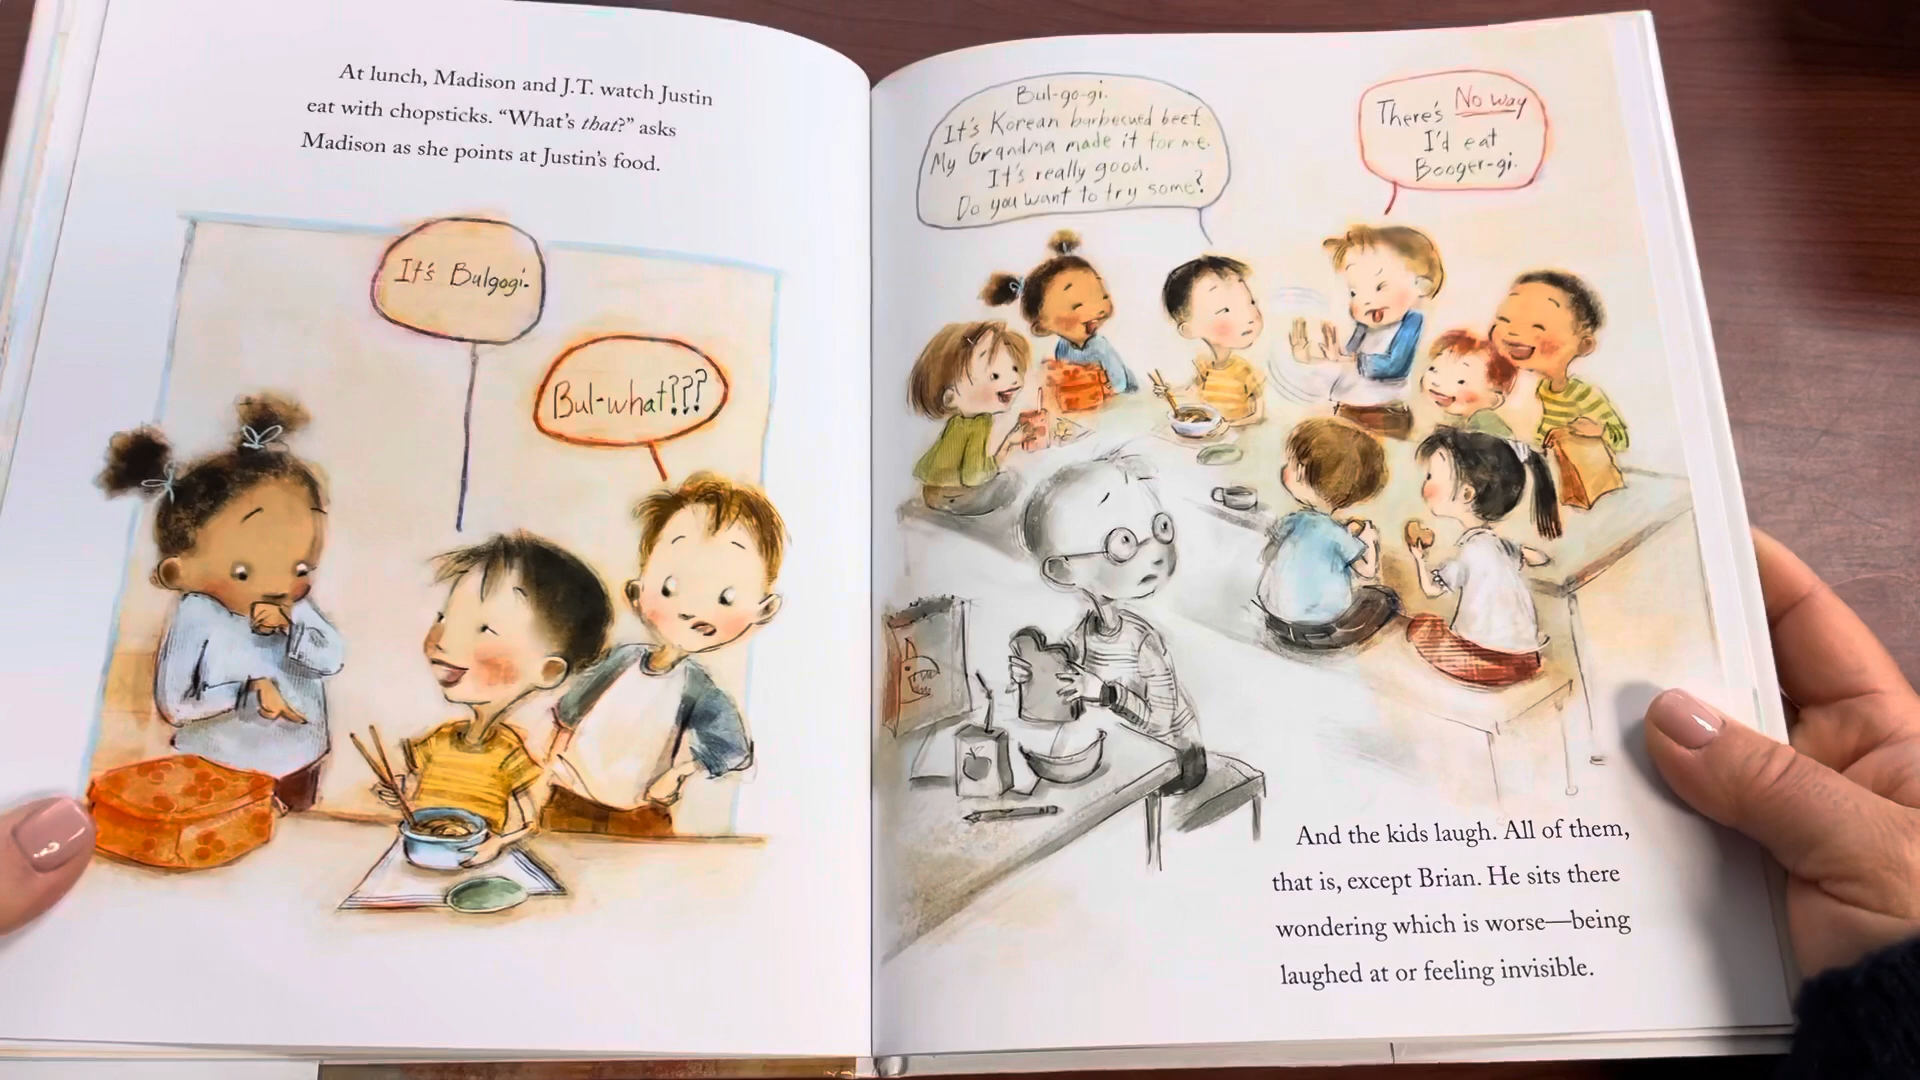 At lunch, Madison and J.T. watch Justin
eat with chopsticks. “What’s that?” asks
Madison as she points at Justin’s food.
It's Bulgogi.
Bul-what???
Bul-go-gi.
It's Korean barbecued beef.
My Grandma made it for me.
It's really good.
Do you want to try some?
There's No way
I'd eat
Booger-gi.
And the kids laugh. All of them,
that is, except Brian. He sits there
wondering which is worse—being
laughed at or feeling invisible.